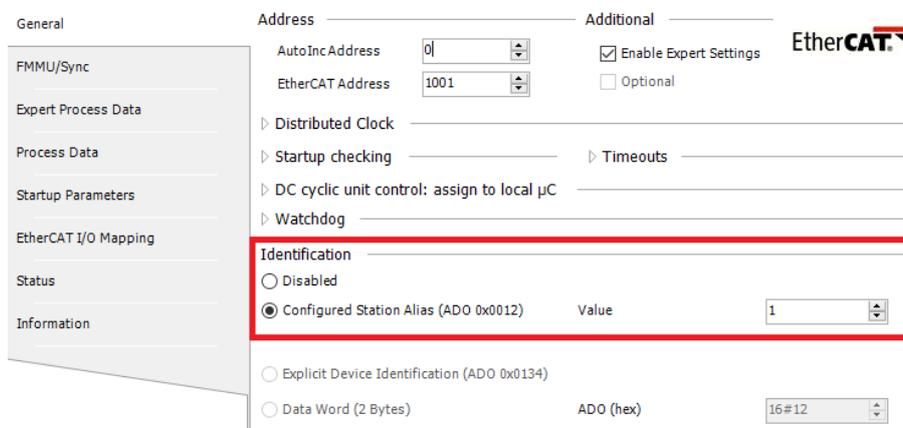 General
FMMU/Sync
Expert Process Data
Process Data
Startup Parameters
EtherCAT I/O Mapping
Status
Information
Address
Additional
AutoInc Address 0
Enable Expert Settings
EtherCAT.
EtherCAT Address 1001
Optional
Distributed Clock
Startup checking
Timeouts
DC cyclic unit control: assign to local µC
Watchdog
Identification
Disabled
Configured Station Alias (ADO 0x0012) Value 1
Explicit Device Identification (ADO 0x0134)
Data Word (2 Bytes) ADO (hex) 16#12